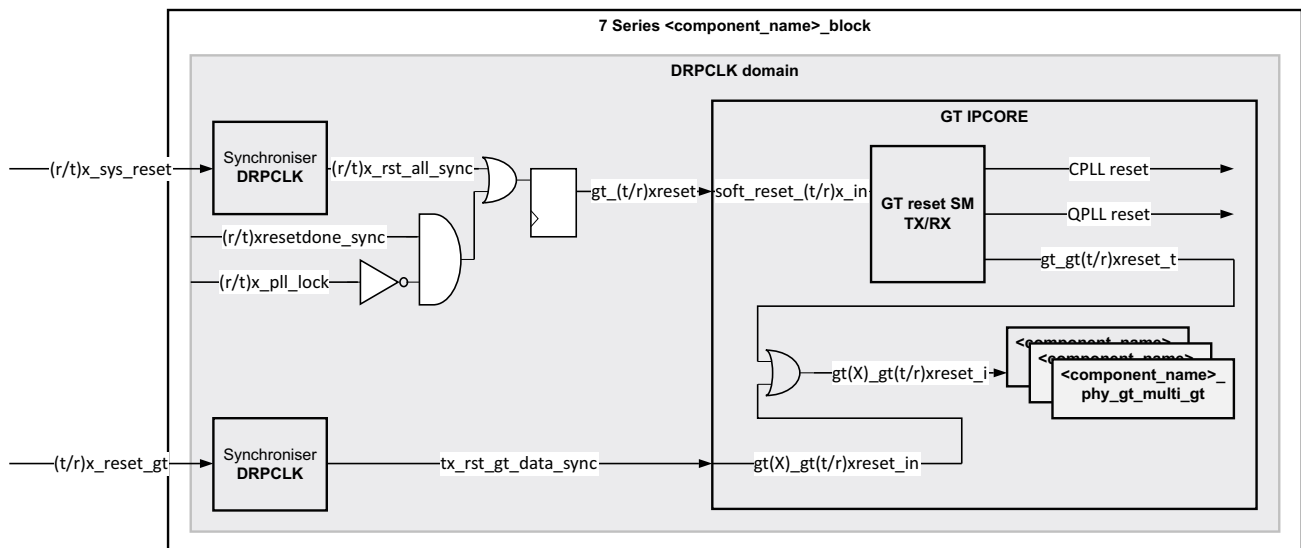 7 Series <component_name>_block
DRPCLK domain
GT IPCORE
(r/t)x_sys_reset
Synchroniser
DRPCLK
(r/t)x_rst_all_sync
gt_(t/r)xreset
soft_reset_(t/r)x_in
GT reset SM
TX/RX
CPLL reset
QPLL reset
gt_gt(t/r)xreset_t
(r/t)xresetdone_sync
(r/t)x_pll_lock
gt(X)_gt(t/r)xreset_i
<component_name>_
<component_name>_
<component_name>_
phy_gt_multi_gt
(t/r)x_reset_gt
Synchroniser
DRPCLK
tx_rst_gt_data_sync
gt(X)_gt(t/r)xreset_in